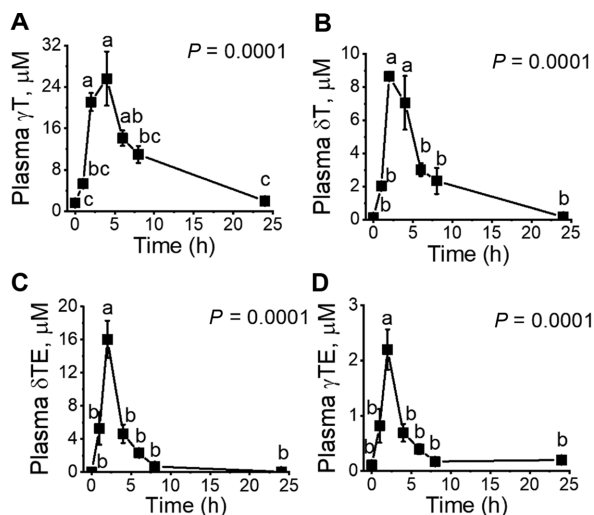 A
P = 0.0001
Plasma γT, μM
32
24
16
8
0
a
a
ab
bc
bc
c
c
0 5 10 15 20 25
Time (h)
B
P = 0.0001
Plasma δT, μM
10
8
6
4
2
0
a
a
b
b
b
b
b
0 5 10 15 20 25
Time (h)
C
P = 0.0001
Plasma δTE, μM
20
16
12
8
4
0
a
b
b
b
b
b
b
0 5 10 15 20 25
Time (h)
D
P = 0.0001
Plasma γTE, μM
3
2
1
0
a
b
b
b
b
b
b
0 5 10 15 20 25
Time (h)